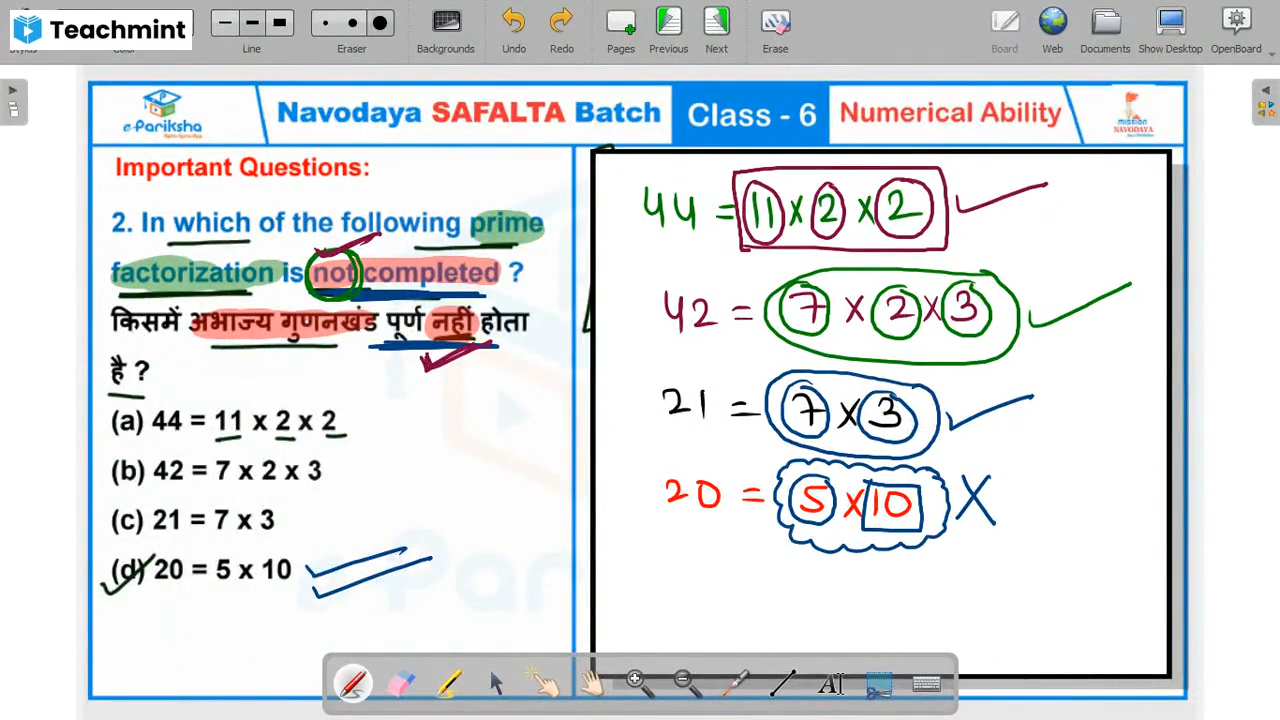 Teachmint
Line
Eraser
Backgrounds
Undo
Redo
Pages
Previous
Next
Erase
Board
Web
Documents
Show Desktop
OpenBoard
e-Pariksha
Navodaya SAFALTA Batch
Class - 6
Numerical Ability
mission
NAVODAYA
Important Questions:
2. In which of the following prime
factorization is not completed ?
किसमें अभाज्य गुणनखंड पूर्ण नहीं होता
है ?
(a) 44 = 11 x 2 x 2
(b) 42 = 7 x 2 x 3
(c) 21 = 7 x 3
(d) 20 = 5 x 10
44 = 11 x 2 x 2
42 = 7 x 2 x 3
21 = 7 x 3
20 = 5 x 10